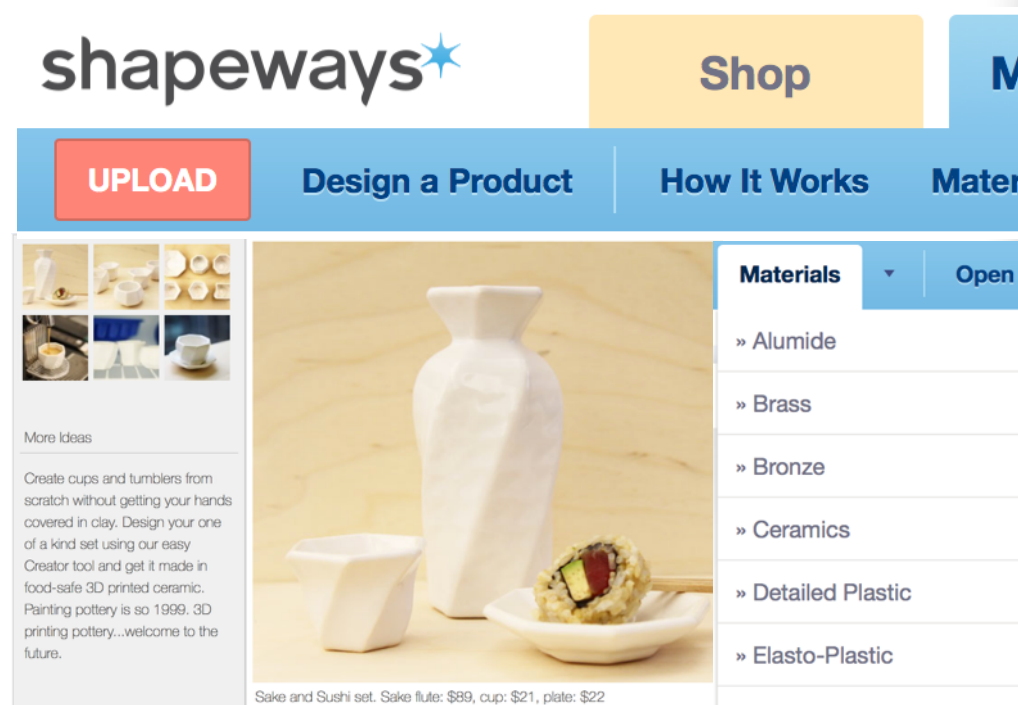 shapeways
Shop
UPLOAD
Design a Product
How It Works
Materials
Open
» Alumide
» Brass
» Bronze
» Ceramics
» Detailed Plastic
» Elasto-Plastic
More Ideas
Create cups and tumblers from
scratch without getting your hands
covered in clay. Design your one
of a kind set using our easy
Creator tool and get it made in
food-safe 3D printed ceramic.
Painting pottery is so 1999. 3D
printing pottery...welcome to the
future.
Sake and Sushi set. Sake flute: $89, cup: $21, plate: $22